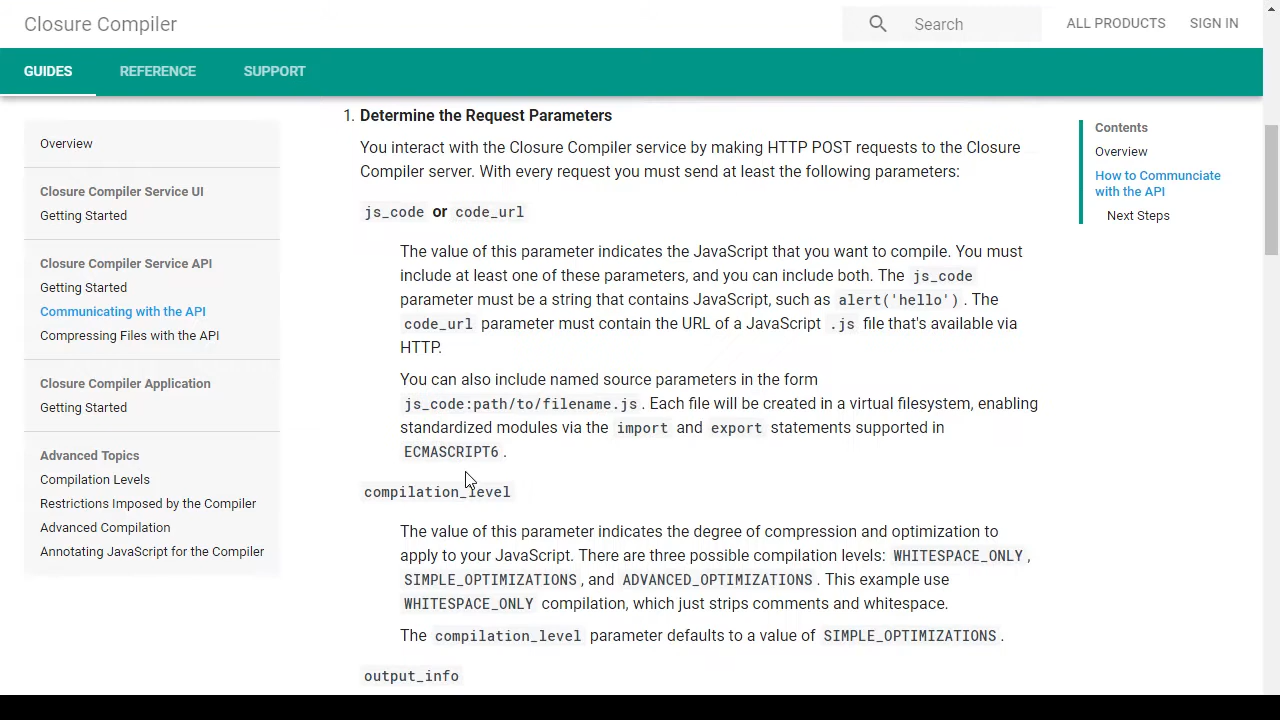 Closure Compiler
Search
ALL PRODUCTS
SIGN IN
GUIDES
REFERENCE
SUPPORT
Overview
Closure Compiler Service UI
Getting Started
Closure Compiler Service API
Getting Started
Communicating with the API
Compressing Files with the API
Closure Compiler Application
Getting Started
Advanced Topics
Compilation Levels
Restrictions Imposed by the Compiler
Advanced Compilation
Annotating JavaScript for the Compiler
1. Determine the Request Parameters
You interact with the Closure Compiler service by making HTTP POST requests to the Closure
Compiler server. With every request you must send at least the following parameters:
js_code or code_url
The value of this parameter indicates the JavaScript that you want to compile. You must
include at least one of these parameters, and you can include both. The js_code
parameter must be a string that contains JavaScript, such as alert('hello'). The
code_url parameter must contain the URL of a JavaScript .js file that's available via
HTTP.
You can also include named source parameters in the form
js_code:path/to/filename.js. Each file will be created in a virtual filesystem, enabling
standardized modules via the import and export statements supported in
ECMASCRIPT6.
compilation_level
The value of this parameter indicates the degree of compression and optimization to
apply to your JavaScript. There are three possible compilation levels: WHITESPACE_ONLY,
SIMPLE_OPTIMIZATIONS, and ADVANCED_OPTIMIZATIONS. This example use
WHITESPACE_ONLY compilation, which just strips comments and whitespace.
The compilation_level parameter defaults to a value of SIMPLE_OPTIMIZATIONS.
output_info
Contents
Overview
How to Communciate
with the API
Next Steps